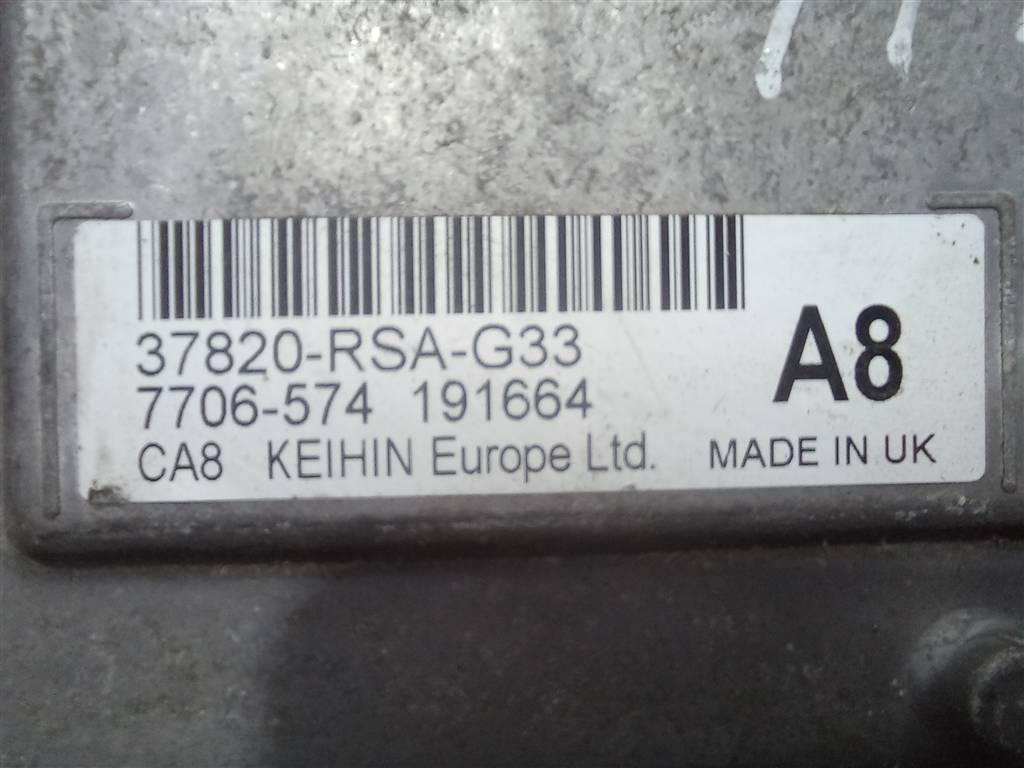 37820-RSA-G33
7706-574 191664
A8
CA8 KEIHIN Europe Ltd. MADE IN UK